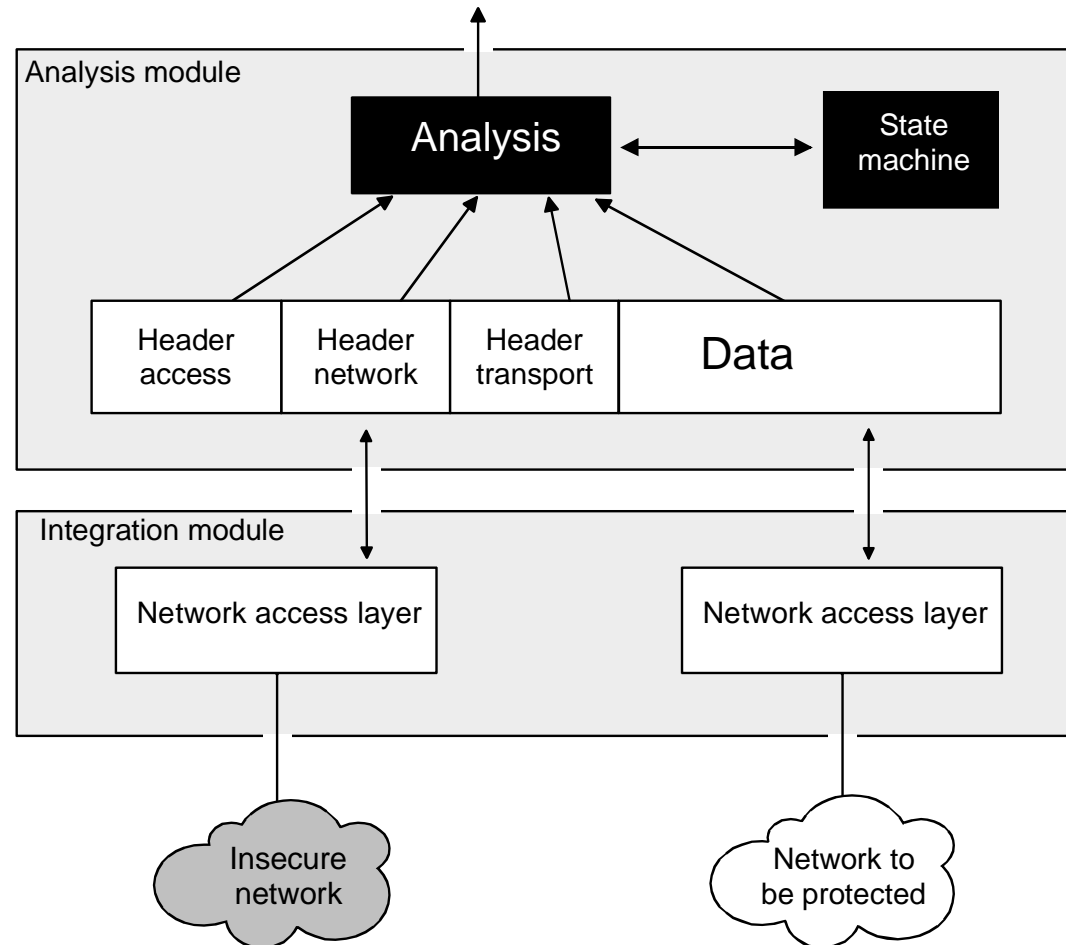 Analysis module
Analysis
State
machine
Header
access
Header
network
Header
transport
Data
Integration module
Network access layer
Network access layer
Insecure
network
Network to
be protected